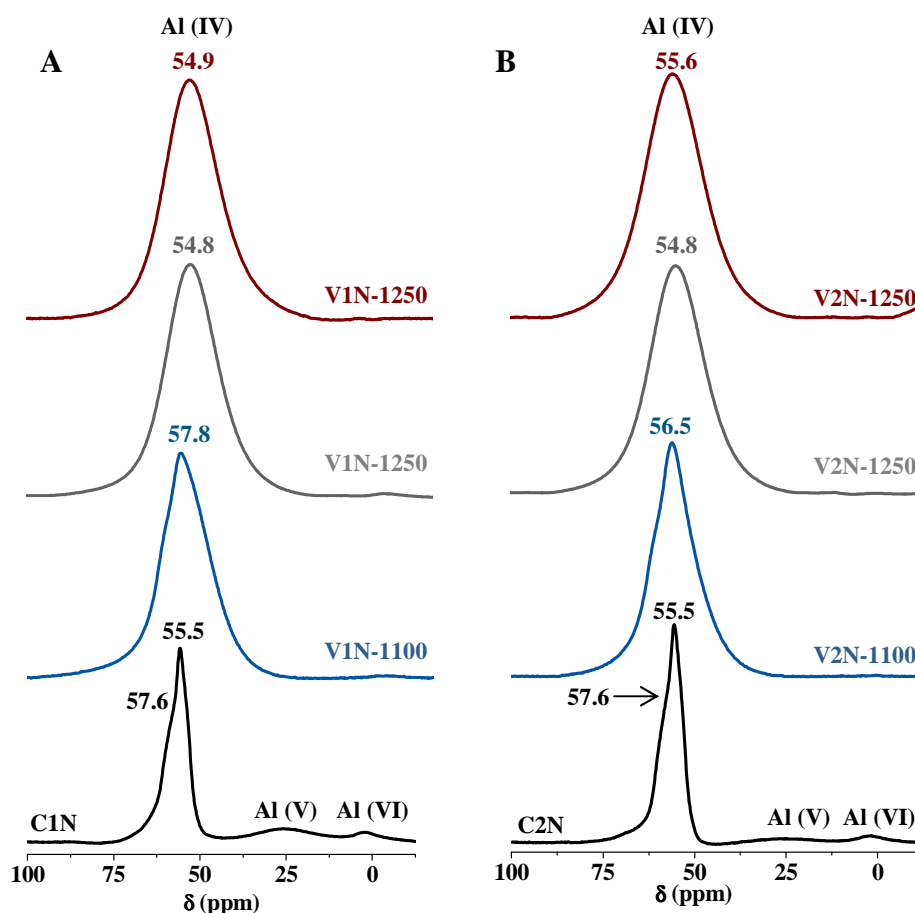 A
Al (IV)
54.9
V1N-1250
54.8
V1N-1250
57.8
V1N-1100
55.5
57.6
C1N
Al (V)
Al (VI)
100
75
50
25
0
δ (ppm)
B
Al (IV)
55.6
V2N-1250
54.8
V2N-1250
56.5
V2N-1100
55.5
57.6
C2N
Al (V)
Al (VI)
100
75
50
25
0
δ (ppm)